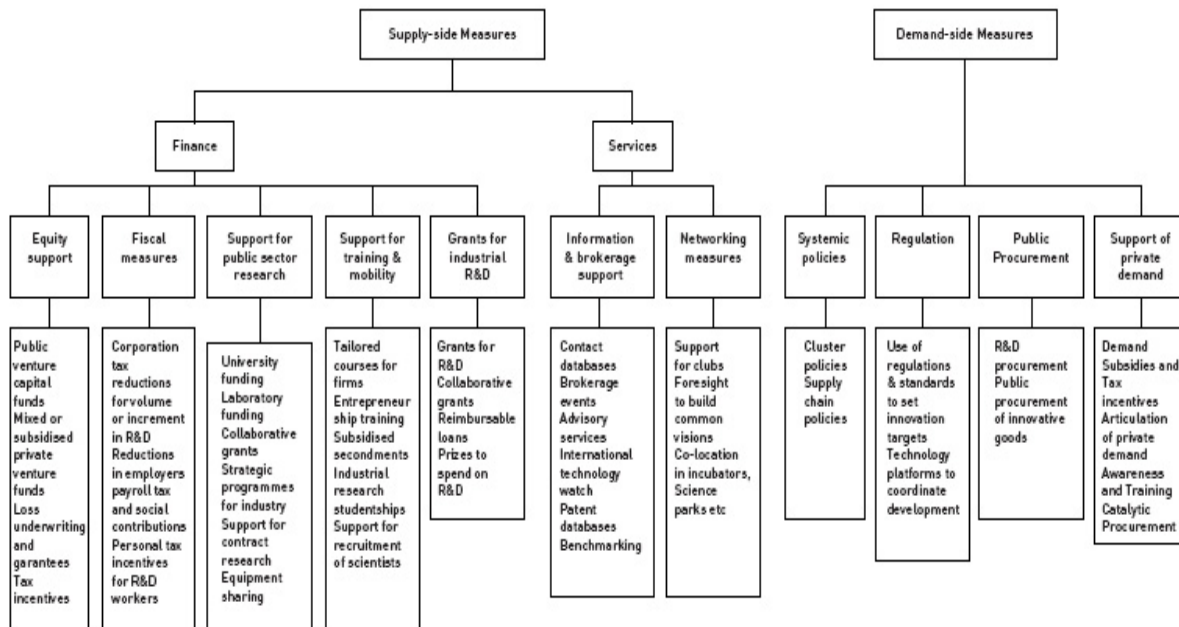 Supply-side Measures
Demand-side Measures
Finance
Services
Equity
support
Fiscal
measures
Support for
public sector
research
Support for
training &
mobility
Grants for
industrial
R&D
Information
& brokerage
support
Networking
measures
Systemic
policies
Regulation
Public
Procurement
Support of
private
demand
Public
venture
capital
funds
Mixed or
subsidised
private
venture
funds
Loss
underwriting
and
garantees
Tax
incentives
Corporation
tax
reductions
for volume
or increment
in R&D
Reductions
in employers
payroll tax
and social
contributions
Personal tax
incentives
for R&D
workers
University
funding
Laboratory
funding
Collaborative
grants
Strategic
programmes
for industry
Support for
contract
research
Equipment
sharing
Tailored
courses for
firms
Entrepreneur
ship training
Subsidised
secondments
Industrial
research
studentships
Support for
recruitment
of scientists
Grants for
R&D
Collaborative
grants
Reimbursable
loans
Prizes to
spend on
R&D
Contact
databases
Brokerage
events
Advisory
services
International
technology
watch
Patent
databases
Benchmarking
Support
for clubs
Foresight
to build
common
visions
Co-location
in incubators,
Science
parks etc
Cluster
policies
Supply
chain
policies
Use of
regulations
& standards
to set
innovation
targets
Technology
platforms to
coordinate
development
R&D
procurement
Public
procurement
of innovative
goods
Demand
Subsidies and
Tax
incentives
Articulation
of private
demand
Awareness
and Training
Catalytic
Procurement